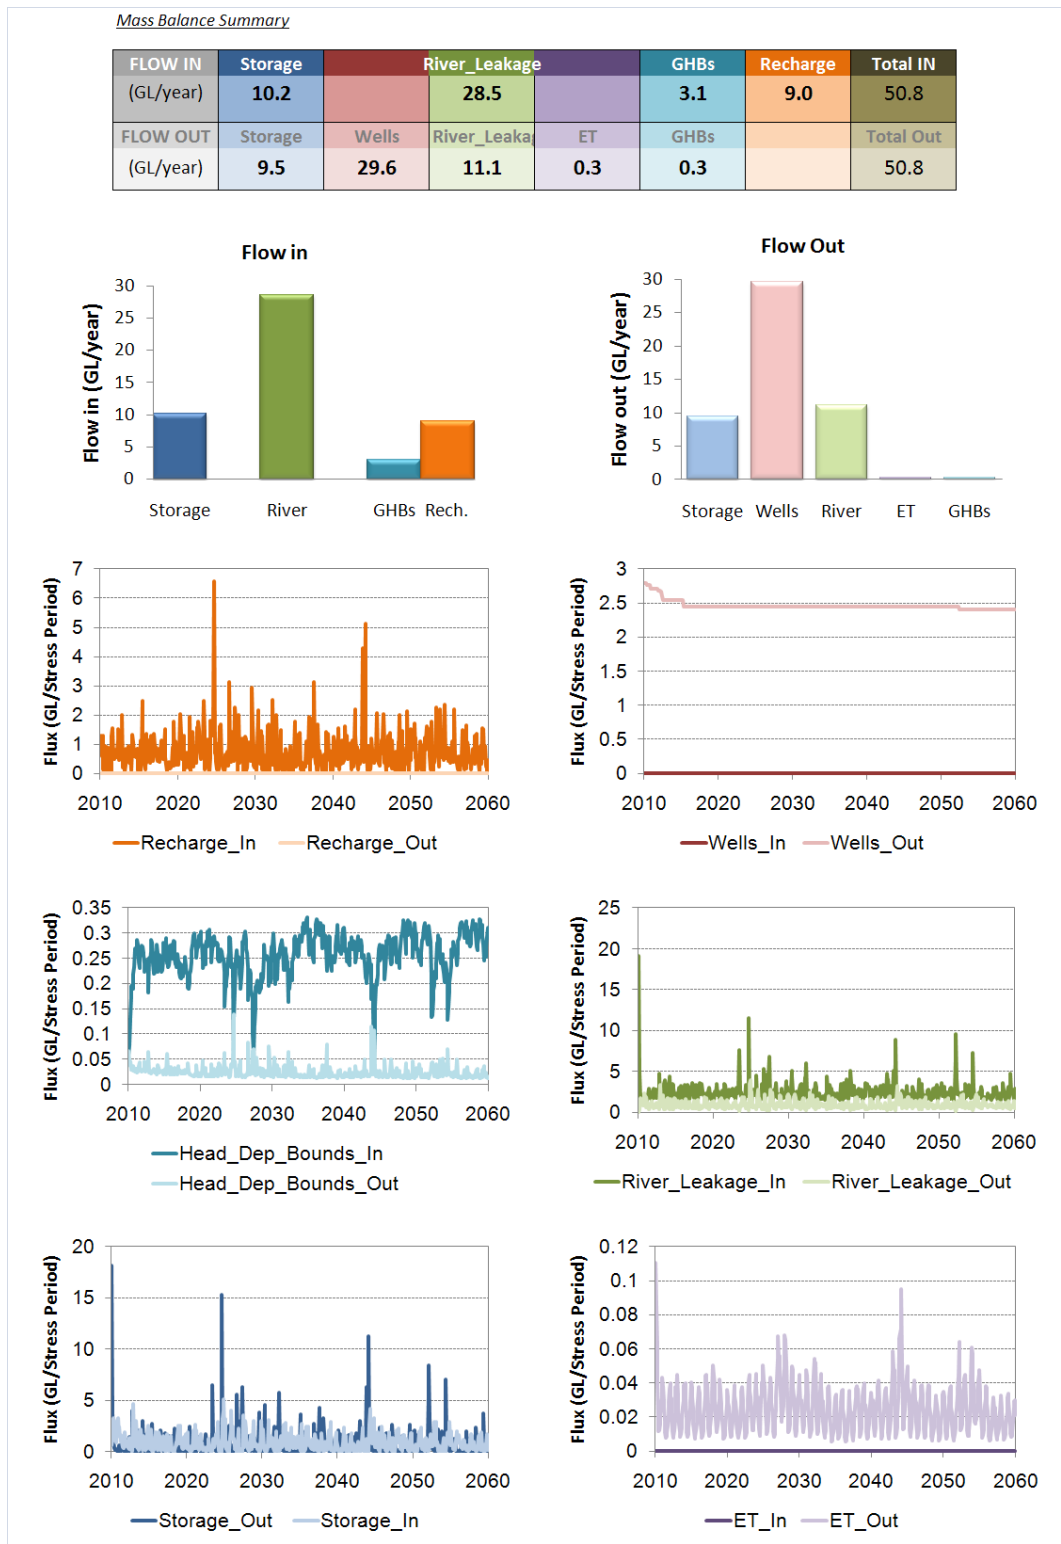 Mass Balance Summary
FLOW IN Storage River_Leakage GHBs Recharge Total IN
(GL/year) 10.2 28.5 3.1 9.0 50.8
FLOW OUT Storage Wells River_Leakag ET GHBs Total Out
(GL/year) 9.5 29.6 11.1 0.3 0.3 50.8
Flow in
Flow in (GL/year)
30
25
20
15
10
5
0
Storage River GHBs Rech.
Flow Out
Flow out (GL/year)
30
25
20
15
10
5
0
Storage Wells River ET GHBs
Flux (GL/Stress Period)
7
6
5
4
3
2
1
0
2010 2020 2030 2040 2050 2060
Recharge_In Recharge_Out
Flux (GL/Stress Period)
3
2.5
2
1.5
1
0.5
0
2010 2020 2030 2040 2050 2060
Wells_In Wells_Out
Flux (GL/Stress Period)
0.35
0.3
0.25
0.2
0.15
0.1
0.05
0
2010 2020 2030 2040 2050 2060
Head_Dep_Bounds_In
Head_Dep_Bounds_Out
Flux (GL/Stress Period)
25
20
15
10
5
0
2010 2020 2030 2040 2050 2060
River_Leakage_In River_Leakage_Out
Flux (GL/Stress Period)
20
15
10
5
0
2010 2020 2030 2040 2050 2060
Storage_Out Storage_In
Flux (GL/Stress Period)
0.12
0.1
0.08
0.06
0.04
0.02
0
2010 2020 2030 2040 2050 2060
ET_In ET_Out